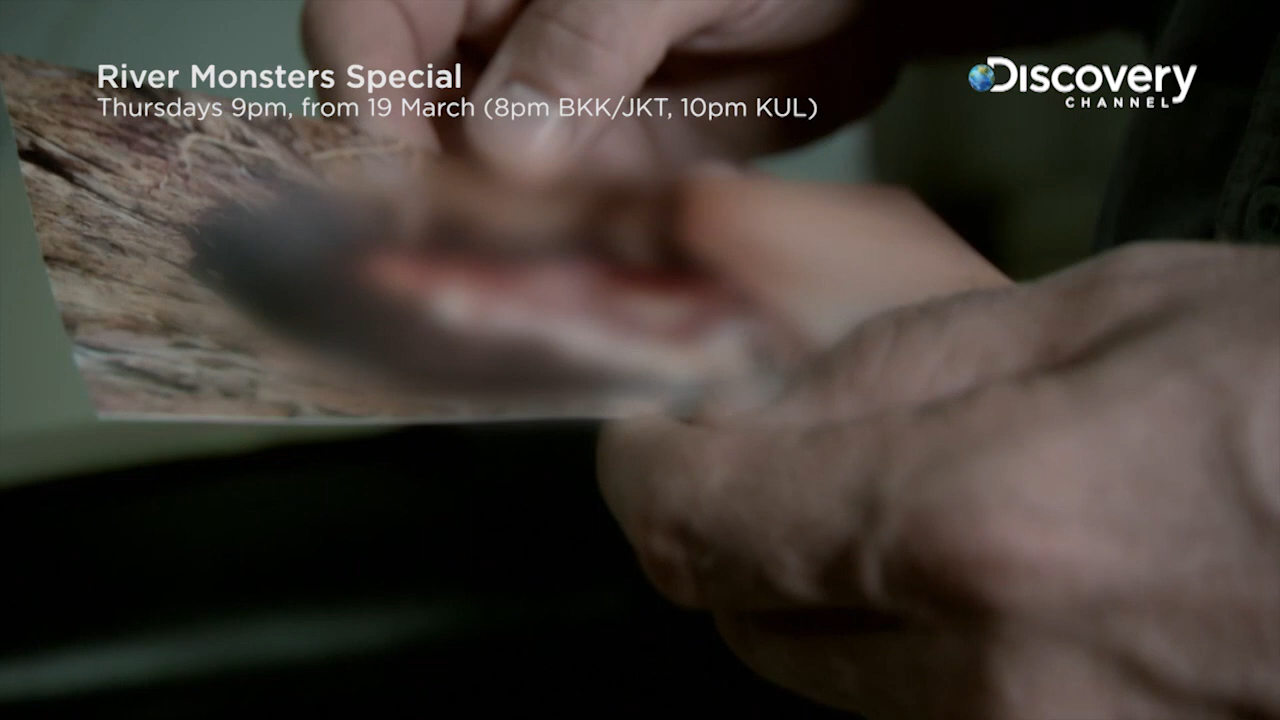 River Monsters Special
Thursdays 9pm, from 19 March (8pm BKK/JKT, 10pm KUL)
Discovery
CHANNEL